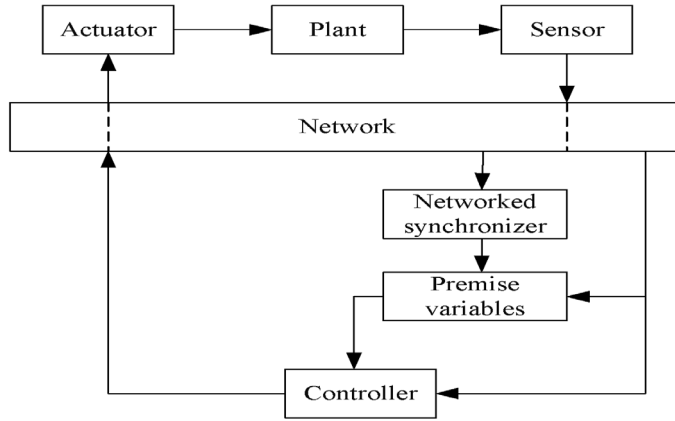 Actuator
Plant
Sensor
Network
Networked
synchronizer
Premise
variables
Controller